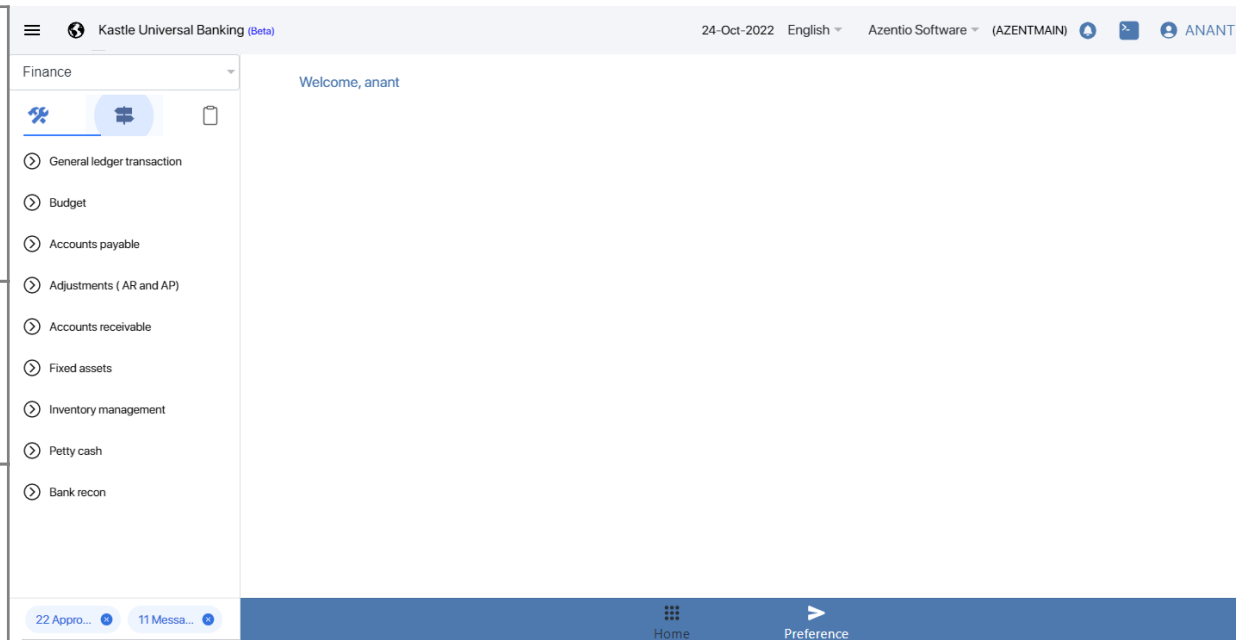 Kastle Universal Banking (Beta)
24-Oct-2022 English Azentio Software (AZENTMAIN) ANANT
Finance
Welcome, anant
General ledger transaction
Budget
Accounts payable
Adjustments ( AR and AP)
Accounts receivable
Fixed assets
Inventory management
Petty cash
Bank recon
22 Appro... 11 Messa...
Home Preference